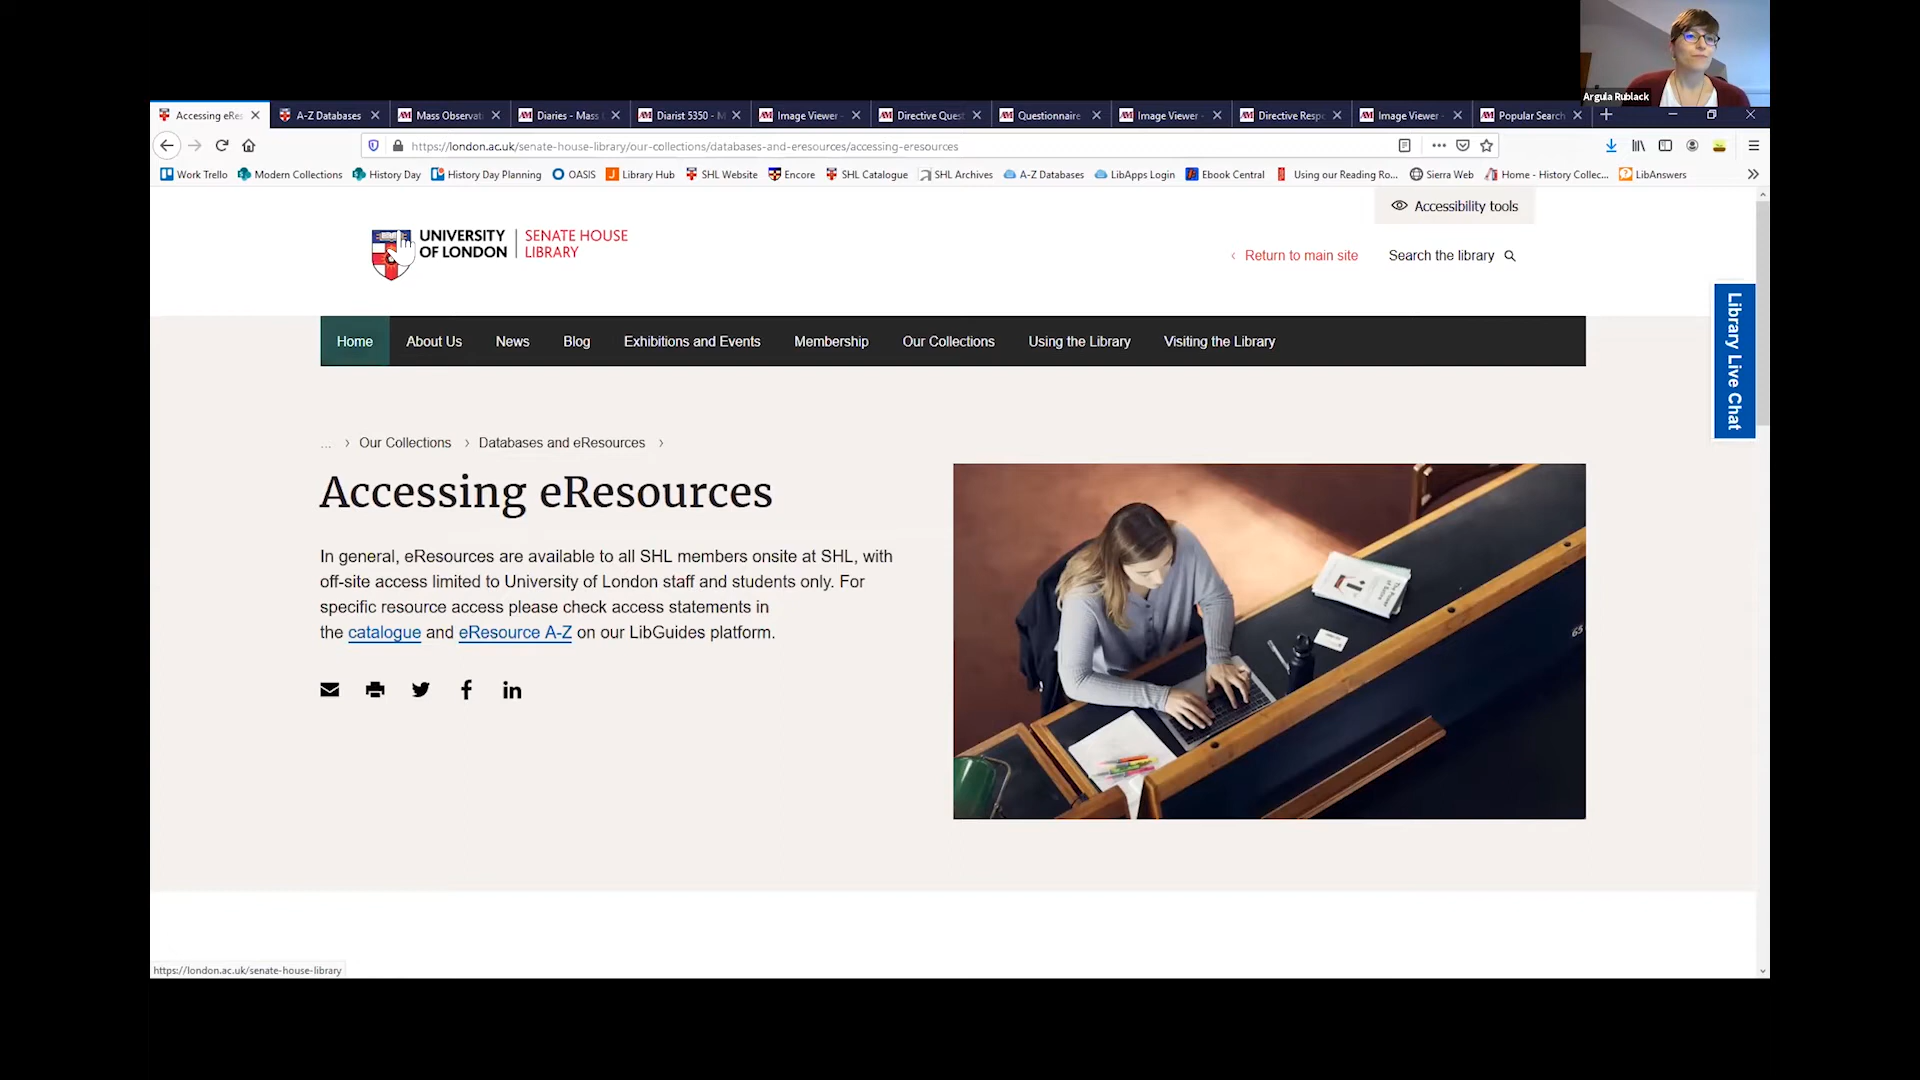 Argula Rublack
Accessing eRes
A-Z Databases
Mass Observat
Diaries - Mass
Diarist 5350 - M
Image Viewer -
Directive Quest
Questionnaire
Image Viewer -
Directive Respo
Image Viewer -
Popular Search
https://london.ac.uk/senate-house-library/our-collections/databases-and-eresources/accessing-eresources
Work Trello
Modern Collections
History Day
History Day Planning
OASIS
Library Hub
SHL Website
Encore
SHL Catalogue
SHL Archives
A-Z Databases
LibApps Login
Ebook Central
Using our Reading Ro...
Sierra Web
Home - History Collec...
LibAnswers
Accessibility tools
UNIVERSITY
OF LONDON
SENATE HOUSE
LIBRARY
Return to main site
Search the library
Library Live Chat
Home
About Us
News
Blog
Exhibitions and Events
Membership
Our Collections
Using the Library
Visiting the Library
... › Our Collections › Databases and eResources ›
Accessing eResources
In general, eResources are available to all SHL members onsite at SHL, with
off-site access limited to University of London staff and students only. For
specific resource access please check access statements in
the catalogue and eResource A-Z on our LibGuides platform.
65
https://london.ac.uk/senate-house-library